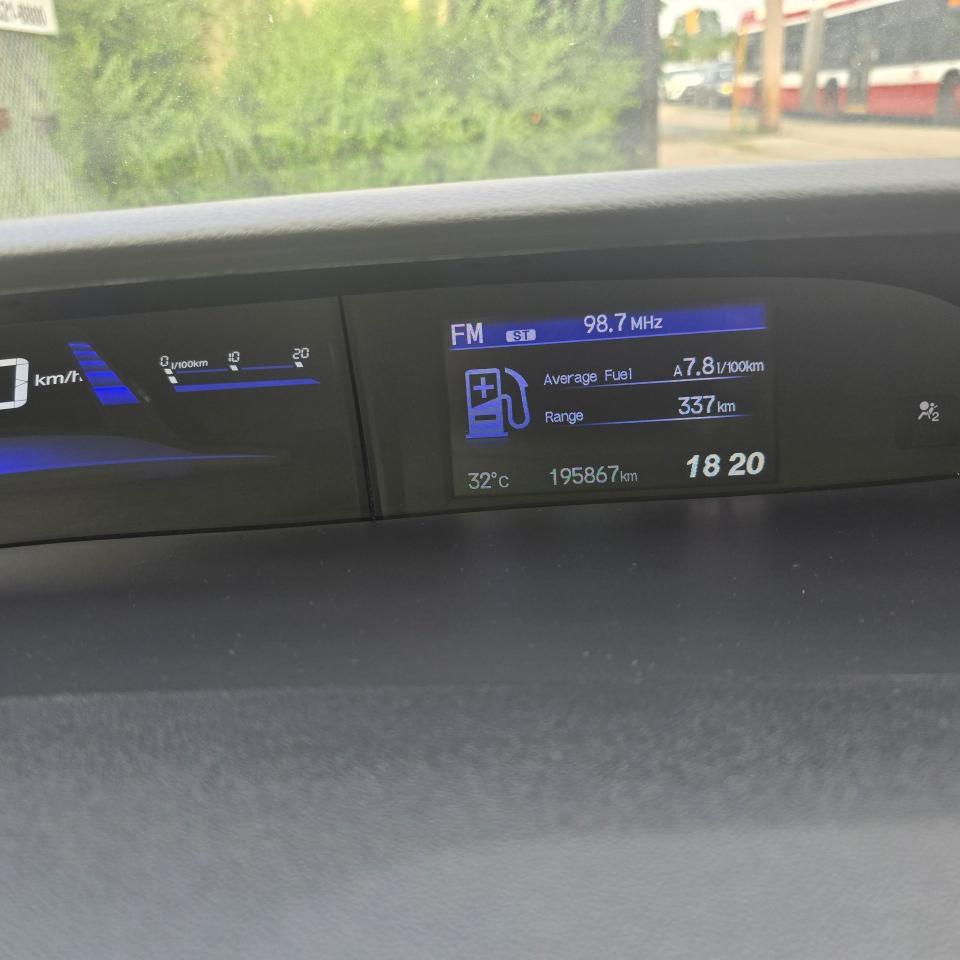 km/h
0 l/100km 10 20
FM ST 98.7 MHz
Average Fuel A 7.8 l/100km
Range 337 km
32°C 195867 km 18 20
2